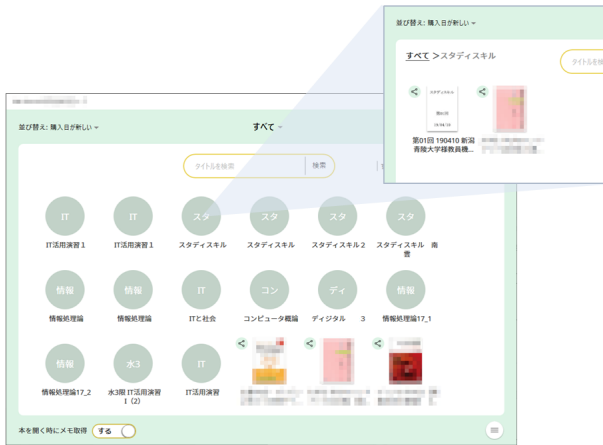 並び替え: 購入日が新しい
すべて >スタディスキル
タイトルを検
スタディスキル
第01回
19/04/10
第01回 190410 新潟
青陵大学様教員機...
並び替え: 購入日が新しい
すべて
タイトルを検索
検索
IT
IT
スタ
スタ
スタ
スタ
IT活用演習１
IT活用演習１
スタディスキル
スタディスキル
スタディスキル２
スタディスキル 南
雲
情報
情報
IT
コン
ディ
情報
情報処理論
情報処理論
ITと社会
コンピュータ概論
ディジタル ３
情報処理論17_1
情報
水3
IT
情報処理論17_2
水3限 IT活用演習
I（2）
IT活用演習
本を開く時にメモ取得
する